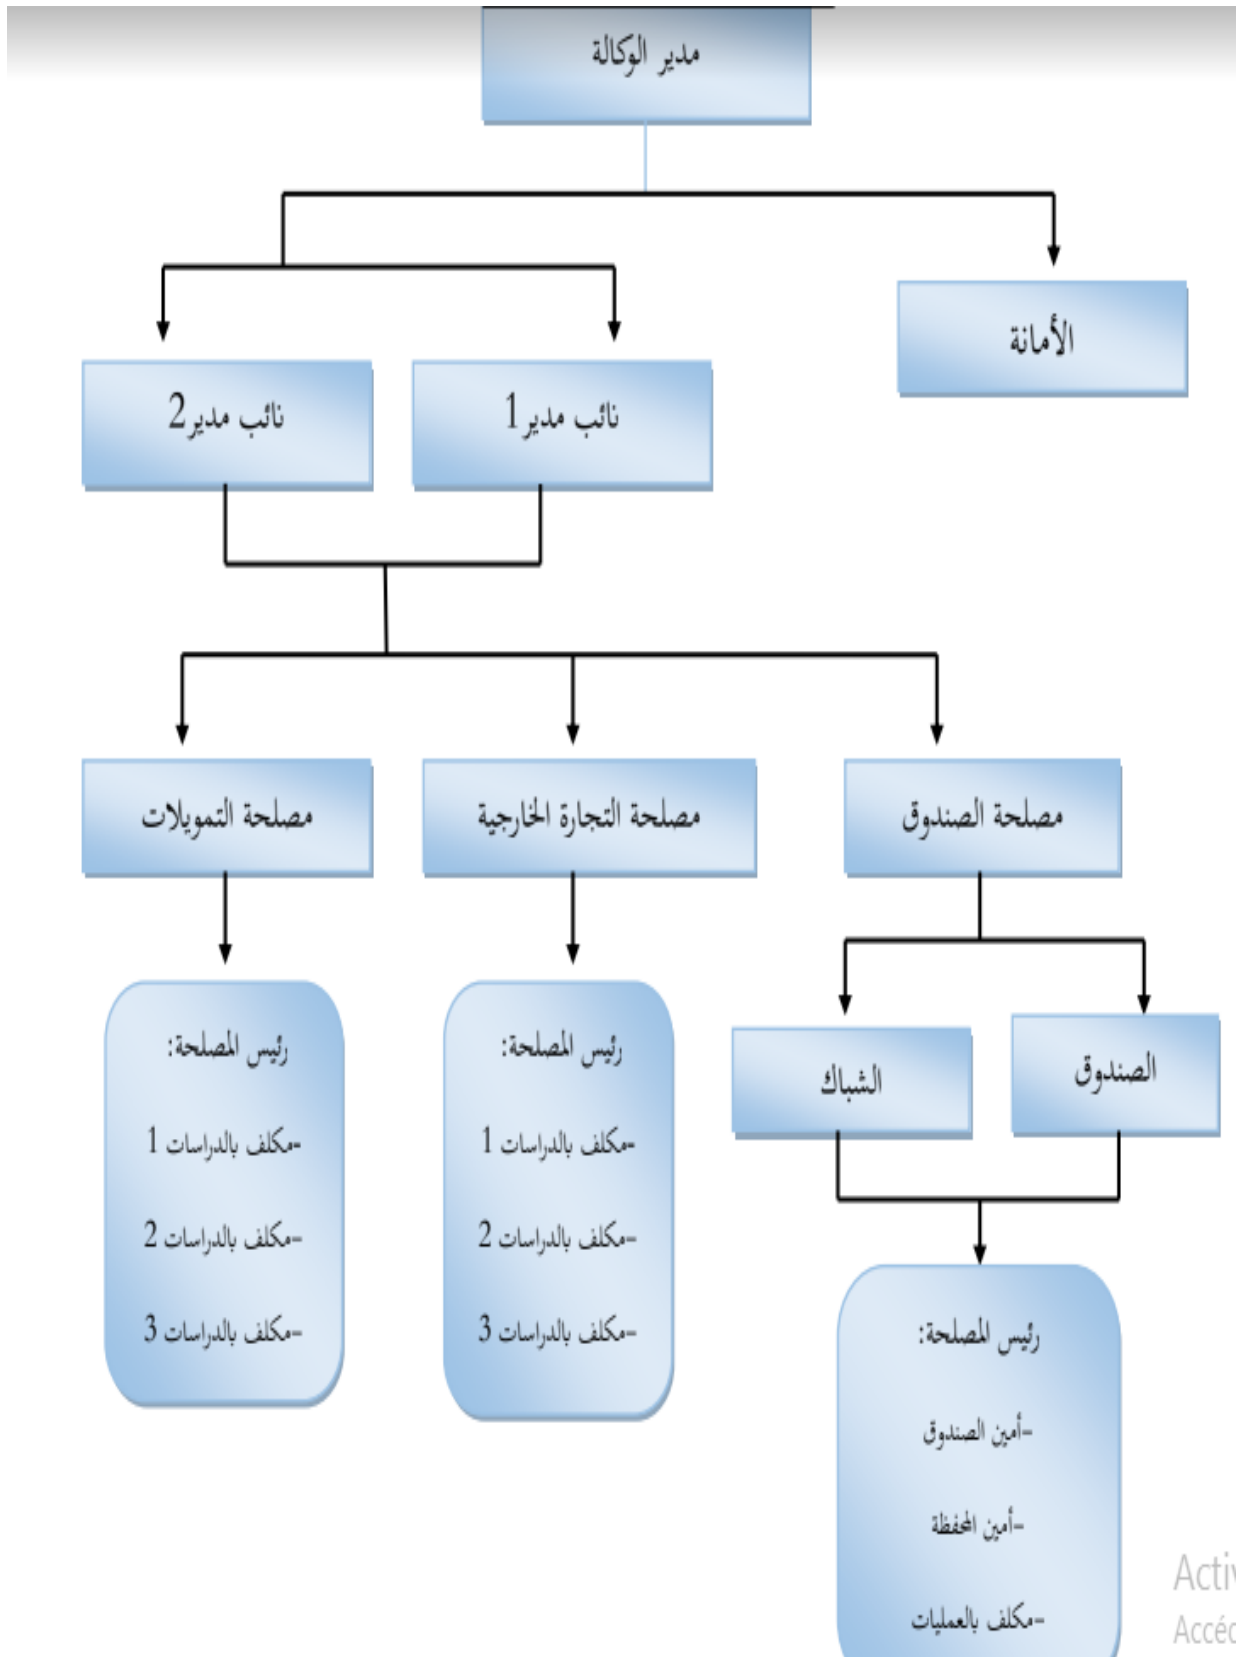 مدير الوكالة
الأمانة
نائب مدير1
نائب مدير2
مصلحة الصندوق
مصلحة التجارة الخارجية
مصلحة التمويلات
الصندوق
الشباك
رئيس المصلحة:
-أمين الصندوق
-أمين المحفظة
-مكلف بالعمليات
رئيس المصلحة:
-مكلف بالدراسات 1
-مكلف بالدراسات 2
-مكلف بالدراسات 3
رئيس المصلحة:
-مكلف بالدراسات 1
-مكلف بالدراسات 2
-مكلف بالدراسات 3